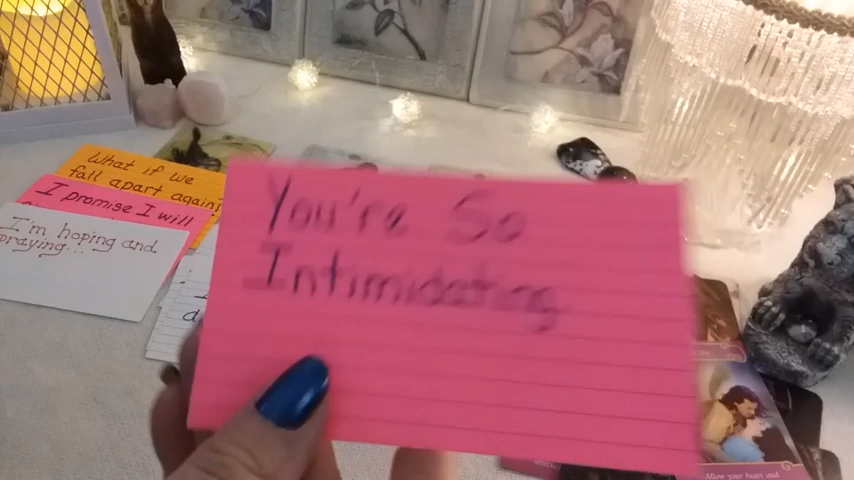 What if we
fall apart again?
I promise I will
I'm hoping and
praying...
You're So
Intimidating
Allow your heart and